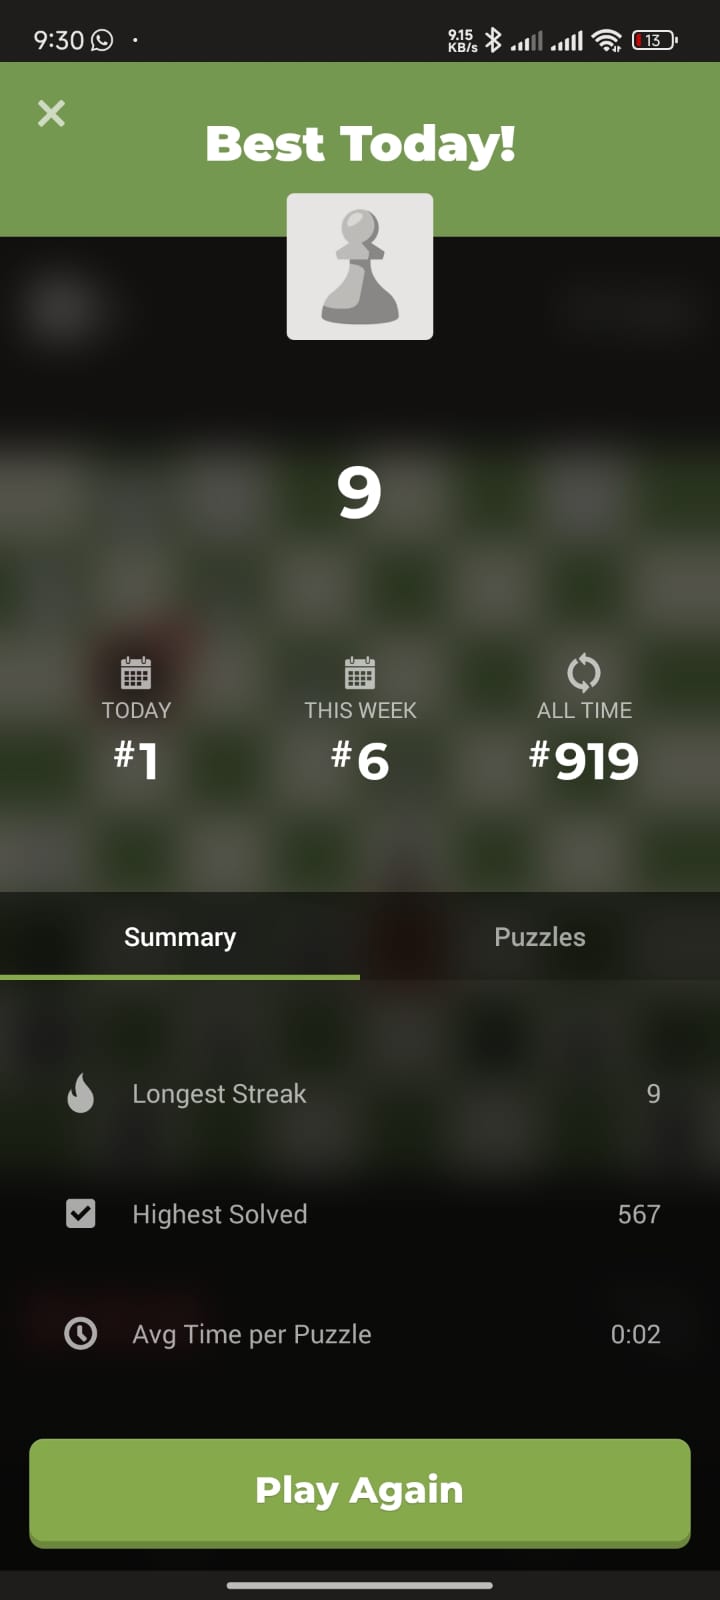 9:30
9.15
KB/s
13
Best Today!
9
TODAY
#1
THIS WEEK
#6
ALL TIME
#919
Summary
Puzzles
Longest Streak
9
Highest Solved
567
Avg Time per Puzzle
0:02
Play Again